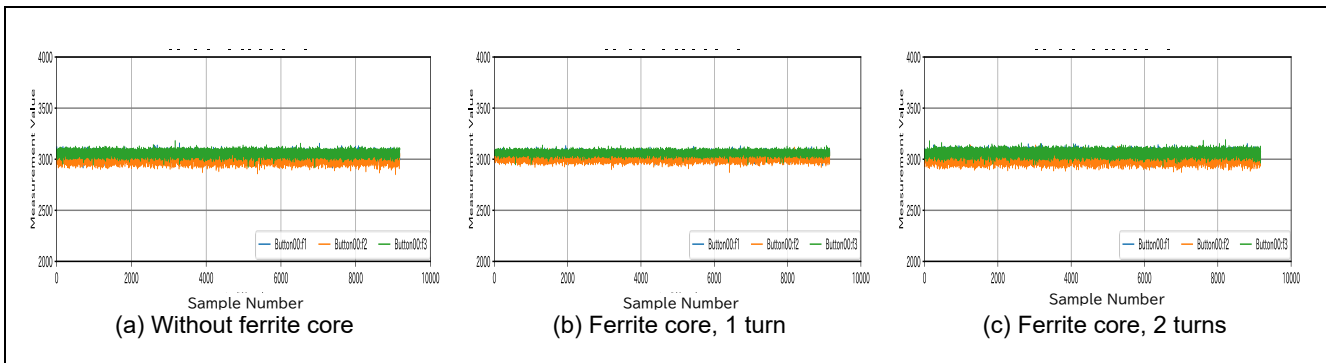 4000
3500
3000
2500
2000
Measurement Value
Button00:f1 Button00:f2 Button00:f3
0 2000 4000 6000 8000 10000
Sample Number
(a) Without ferrite core
4000
3500
3000
2500
2000
Measurement Value
Button00:f1 Button00:f2 Button00:f3
0 2000 4000 6000 8000 10000
Sample Number
(b) Ferrite core, 1 turn
4000
3500
3000
2500
2000
Measurement Value
Button00:f1 Button00:f2 Button00:f3
0 2000 4000 6000 8000 10000
Sample Number
(c) Ferrite core, 2 turns